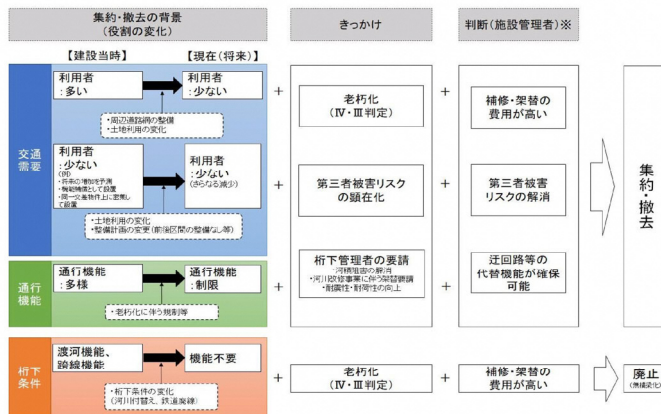 集約・撤去の背景
(役割の変化)
きっかけ
判断(施設管理者)※
【建設当時】
【現在(将来)】
交通
需要
利用者
:多い
利用者
:少ない
・周辺道路網の整備
・土地利用の変化
+
老朽化
(Ⅳ・Ⅲ判定)
+
補修・架替の
費用が高い
利用者
:少ない
(例)
・将来の増加を予測
・機能補償として設置
・同一交差物件上に密集して
設置
利用者
:少ない
(さらなる減少)
・土地利用の変化
・整備計画の変更(前後区間の整備なし等)
+
第三者被害リスク
の顕在化
+
第三者被害
リスクの解消
集約・撤去
通行
機能
通行機能
:多様
通行機能
:制限
・老朽化に伴う規制等
+
桁下管理者の要請
・河積阻害の解消
・河川改修事業に伴う架替要請
・耐震性・耐荷性の向上
+
迂回路等の
代替機能が確保
可能
桁下
条件
渡河機能、
跨線機能
機能不要
・桁下条件の変化
(河川付替え、鉄道廃線)
+
老朽化
(Ⅳ・Ⅲ判定)
+
補修・架替の
費用が高い
廃止
(無橋梁化)